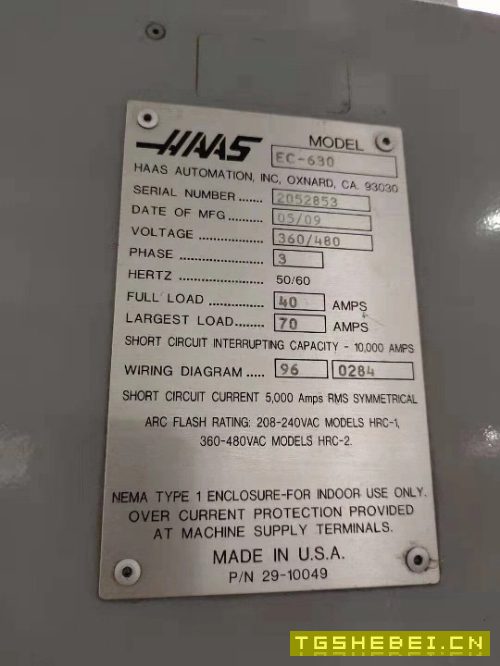 HAAS
MODEL EC-630
HAAS AUTOMATION, INC, OXNARD, CA. 93030
SERIAL NUMBER ....... 2052853
DATE OF MFG ......... 05/09
VOLTAGE ................. 360/480
PHASE ..................... 3
HERTZ ..................... 50/60
FULL LOAD ............. 40 AMPS
LARGEST LOAD........ 70 AMPS
SHORT CIRCUIT INTERRUPTING CAPACITY - 10,000 AMPS
WIRING DIAGRAM ..... 96 0284
SHORT CIRCUIT CURRENT 5,000 Amps RMS SYMMETRICAL
ARC FLASH RATING: 208-240VAC MODELS HRC-1,
360-480VAC MODELS HRC-2.
NEMA TYPE 1 ENCLOSURE-FOR INDOOR USE ONLY.
OVER CURRENT PROTECTION PROVIDED
AT MACHINE SUPPLY TERMINALS.
MADE IN U.S.A.
P/N 29-10049
TGSHEBEI.CN